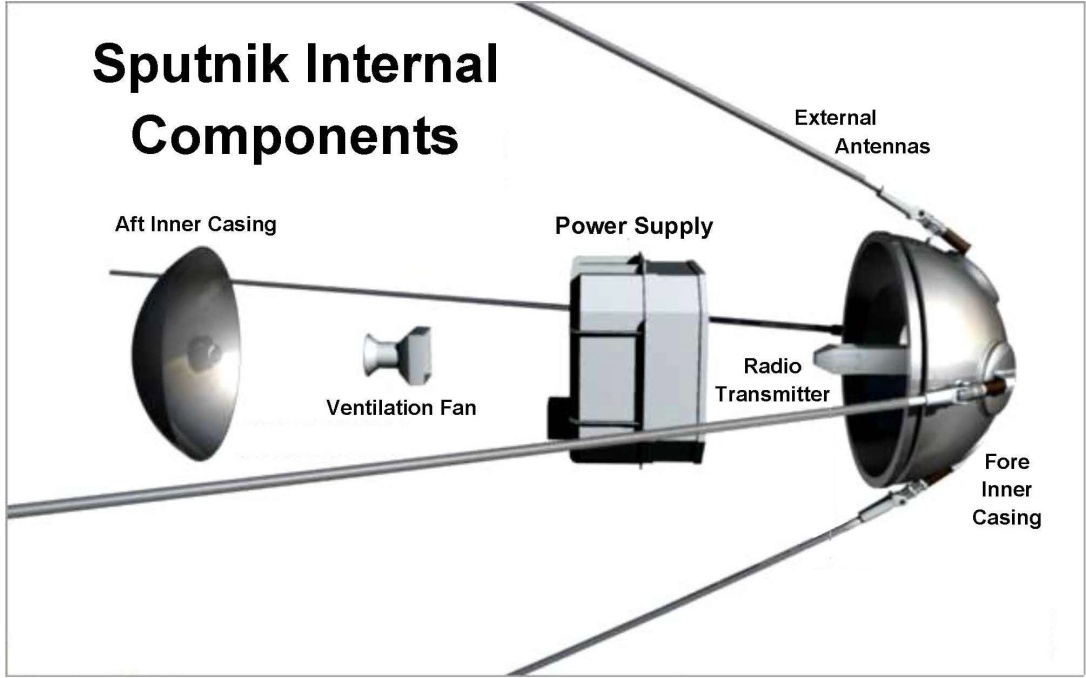 Sputnik Internal
Components
External
Antennas
Aft Inner Casing
Power Supply
Radio
Transmitter
Ventilation Fan
Fore
Inner
Casing